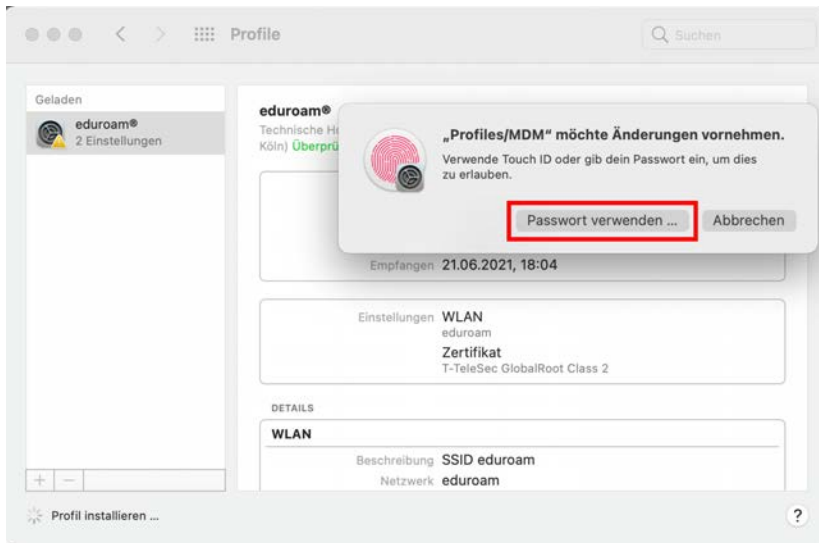 Profile
Suchen
Geladen
eduroam®
2 Einstellungen
eduroam®
Technische
Köln) Überprü
„Profiles/MDM“ möchte Änderungen vornehmen.
Verwende Touch ID oder gib dein Passwort ein, um dies
zu erlauben.
Passwort verwenden ...
Abbrechen
Empfangen 21.06.2021, 18:04
Einstellungen WLAN
eduroam
Zertifikat
T-TeleSec GlobalRoot Class 2
DETAILS
WLAN
Beschreibung SSID eduroam
Netzwerk eduroam
+ −
Profil installieren ...
?